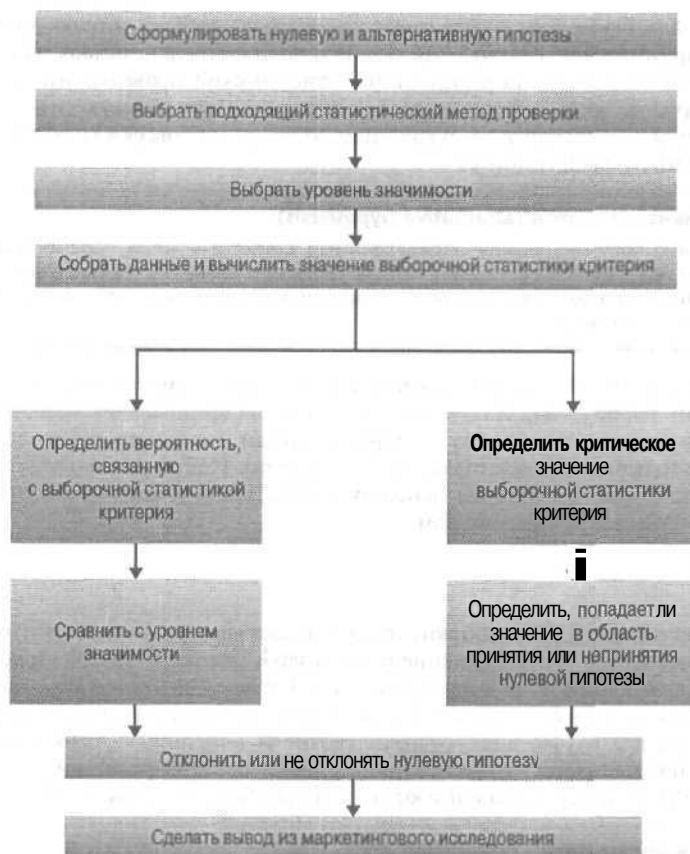 Сформулировать нулевую и альтернативную гипотезы
Выбрать подходящий статистический метод проверки
Выбрать уровень значимости
Собрать данные и вычислить значение выборочной статистики критерия
Определить вероятность,
связанную
с выборочной статистикой
критерия
Определить критическое
значение
выборочной статистики
критерия
Сравнить с уровнем
значимости
Определить, попадает ли
значение в область
принятия или непринятия
нулевой гипотезы
Отклонить или не отклонять нулевую гипотезу
Сделать вывод из маркетингового исследования